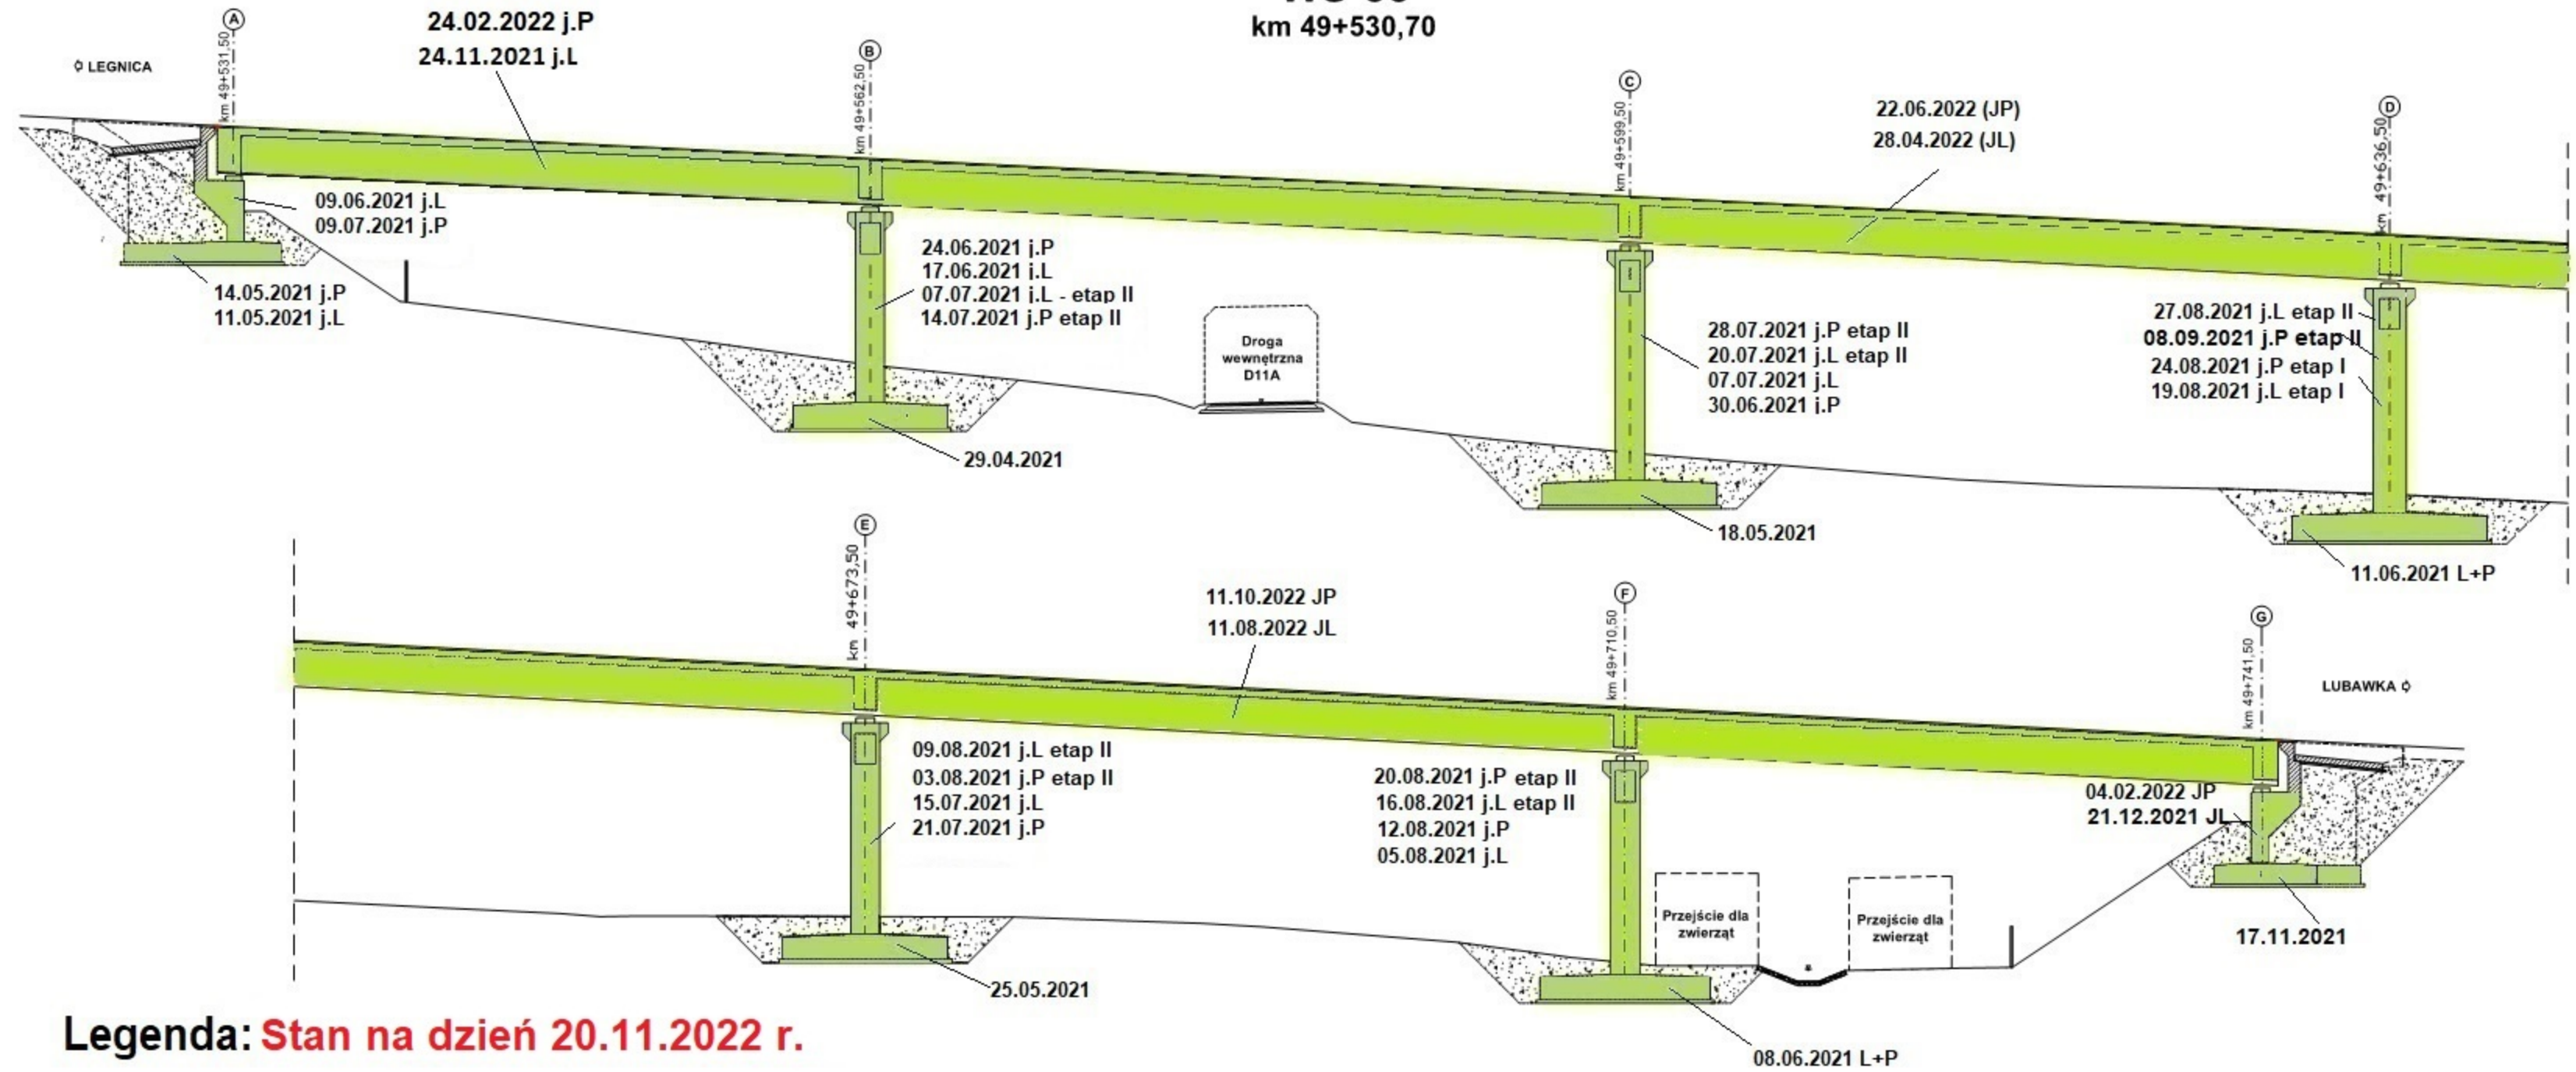 km 49+530,70
A
24.02.2022 j.P
24.11.2021 j.L
LEGNICA
km 49+531,50
B
km 49+562,50
C
km 49+599,50
D
km 49+636,50
22.06.2022 (JP)
28.04.2022 (JL)
09.06.2021 j.L
09.07.2021 j.P
14.05.2021 j.P
11.05.2021 j.L
24.06.2021 j.P
17.06.2021 j.L
07.07.2021 j.L - etap II
14.07.2021 j.P etap II
29.04.2021
Droga
wewnętrzna
D11A
28.07.2021 j.P etap II
20.07.2021 j.L etap II
07.07.2021 j.L
30.06.2021 j.P
18.05.2021
27.08.2021 j.L etap II
08.09.2021 j.P etap II
24.08.2021 j.P etap I
19.08.2021 j.L etap I
11.06.2021 L+P
E
km 49+673,50
11.10.2022 JP
11.08.2022 JL
F
km 49+710,50
G
km 49+741,50
LUBAWKA
09.08.2021 j.L etap II
03.08.2021 j.P etap II
15.07.2021 j.L
21.07.2021 j.P
25.05.2021
20.08.2021 j.P etap II
16.08.2021 j.L etap II
12.08.2021 j.P
05.08.2021 j.L
Przejście dla
zwierząt
Przejście dla
zwierząt
04.02.2022 JP
21.12.2021 JL
17.11.2021
08.06.2021 L+P
Legenda: Stan na dzień 20.11.2022 r.